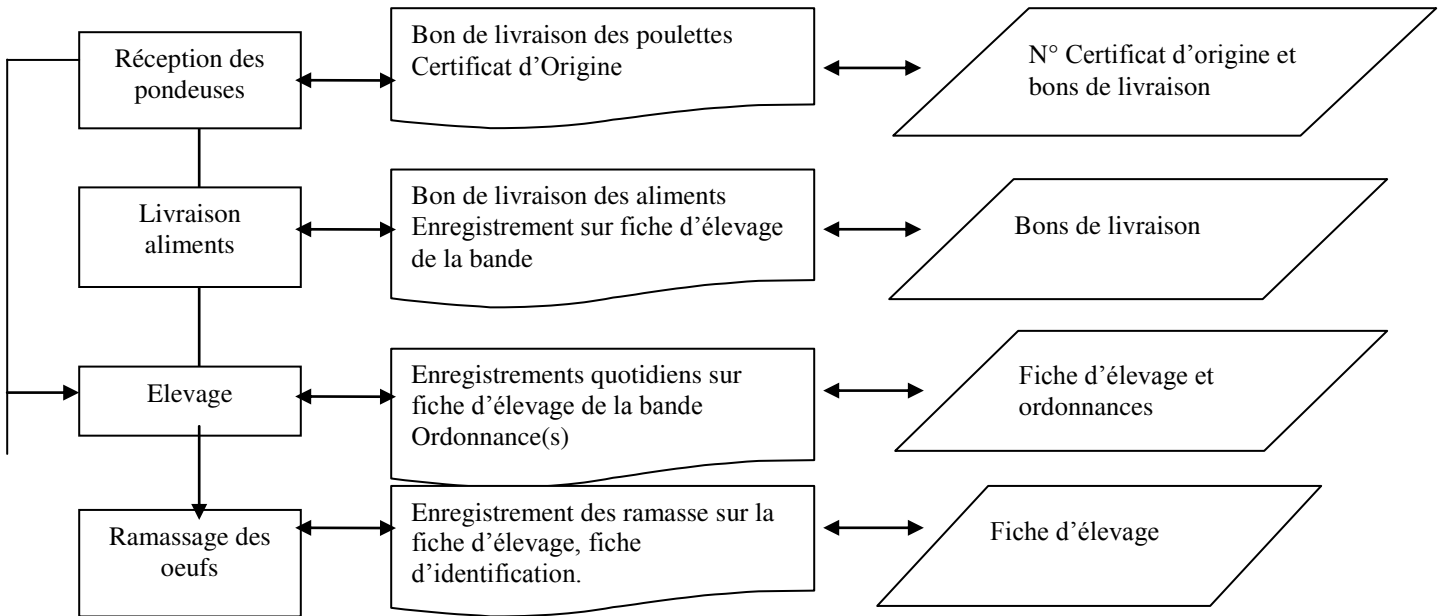 Réception des
pondeuses
Bon de livraison des poulettes
Certificat d'Origine
N° Certificat d'origine et
bons de livraison
Livraison
aliments
Bon de livraison des aliments
Enregistrement sur fiche d'élevage
de la bande
Bons de livraison
Elevage
Enregistrements quotidiens sur
fiche d'élevage de la bande
Ordonnance(s)
Fiche d'élevage et
ordonnances
Ramassage des
oeufs
Enregistrement des ramasse sur la
fiche d'élevage, fiche
d'identification.
Fiche d'élevage